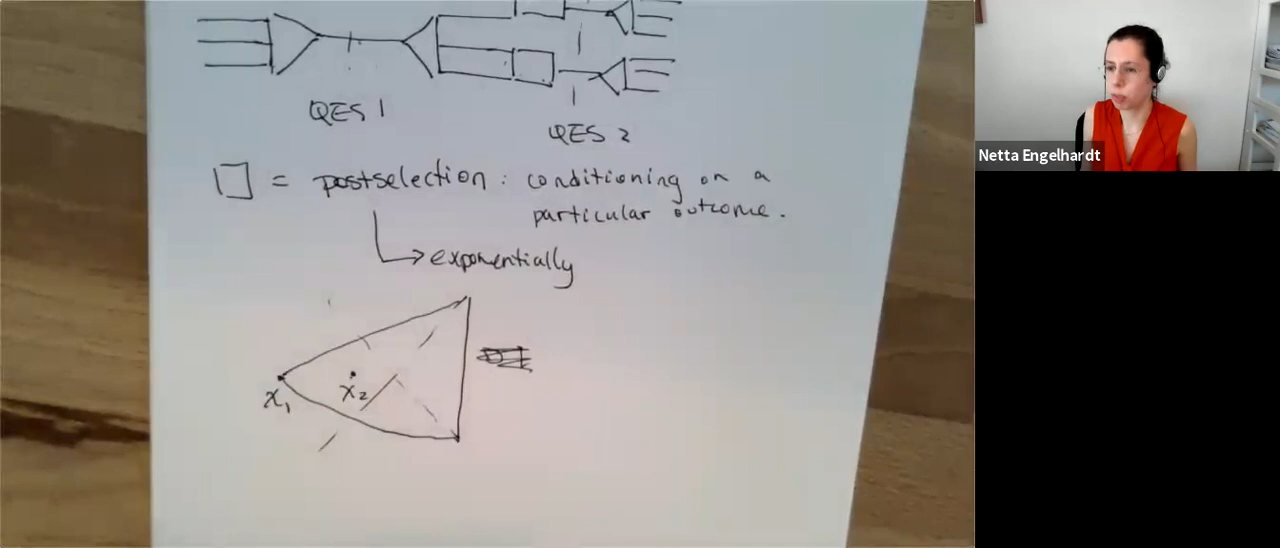 QES 1
QES 2
= postselection : conditioning on a
particular outcome.
exponentially
x₁
x₂
Netta Engelhardt